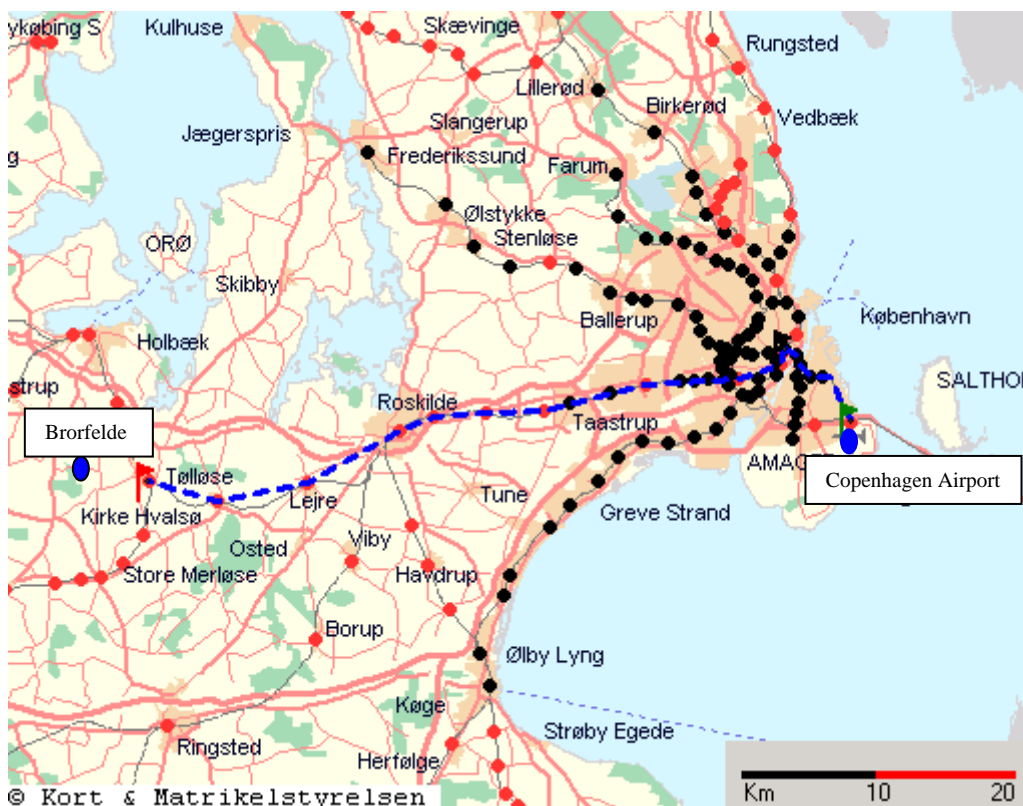 ykøbing S
Kulhuse
Skævinge
Rungsted
Lillerød
Birkerød
Vedbæk
Jægerspris
Slangerup
Frederikssund
Farum
Ølstykke
Stenløse
ORØ
Skibby
København
Ballerup
Holbæk
strup
SALTHOL
Roskilde
Brorfelde
Taastrup
Tølløse
Lejre
AMAGE
Copenhagen Airport
Tune
Kirke Hvalsø
Greve Strand
Osted
Viby
Store Merløse
Havdrup
Borup
Ølby Lyng
Køge
Strøby Egede
Ringsted
Herfølge
Km 10 20
© Kort & Matrikelstyrelsen